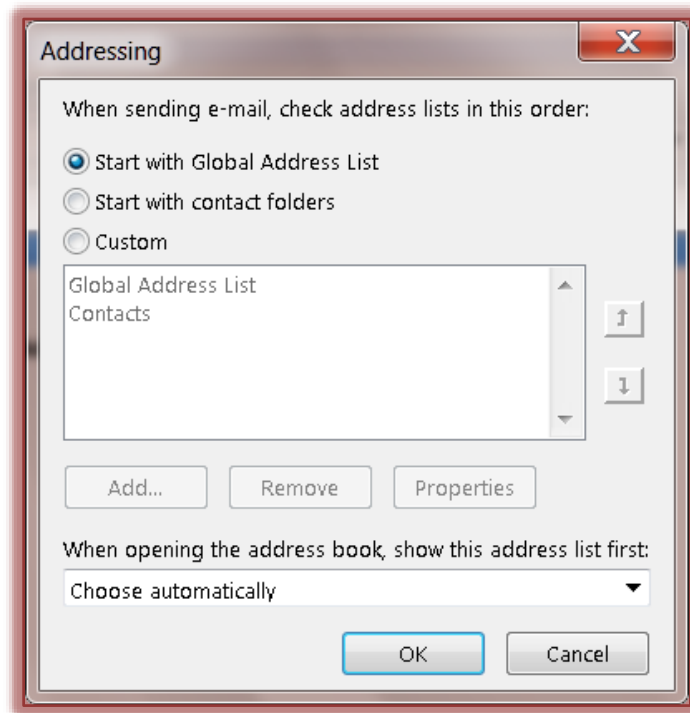 Addressing
When sending e-mail, check address lists in this order:
Start with Global Address List
Start with contact folders
Custom
Global Address List
Contacts
Add... Remove Properties
When opening the address book, show this address list first:
Choose automatically
OK Cancel